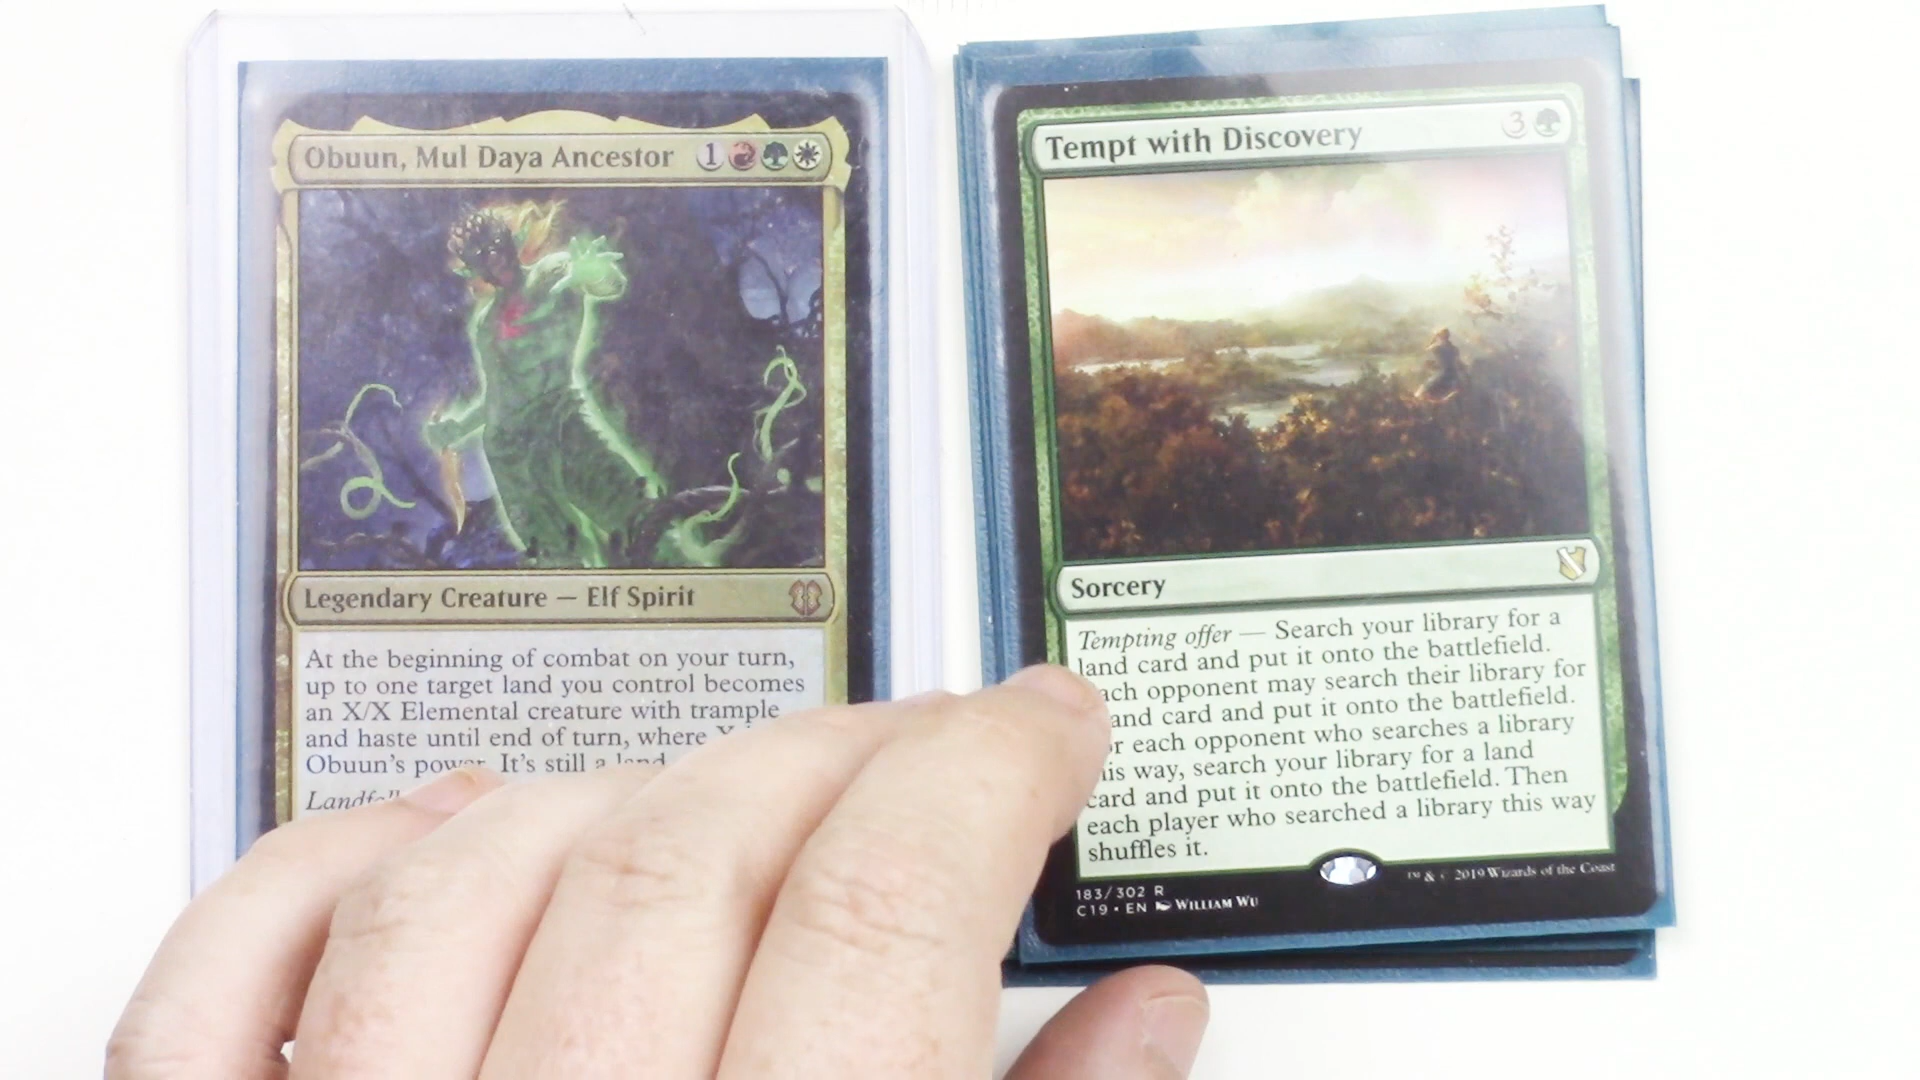 Obuun, Mul Daya Ancestor 1
Legendary Creature — Elf Spirit
At the beginning of combat on your turn,
up to one target land you control becomes
an X/X Elemental creature with trample
and haste until end of turn, where
Obuun's power. It's still a land
Landfall
Tempt with Discovery 3
Sorcery
Tempting offer — Search your library for a
land card and put it onto the battlefield.
each opponent may search their library for
land card and put it onto the battlefield.
For each opponent who searches a library
this way, search your library for a land
card and put it onto the battlefield. Then
each player who searched a library this way
shuffles it.
183/302 R
C19 • EN WILLIAM WU
™ & © 2019 Wizards of the Coast